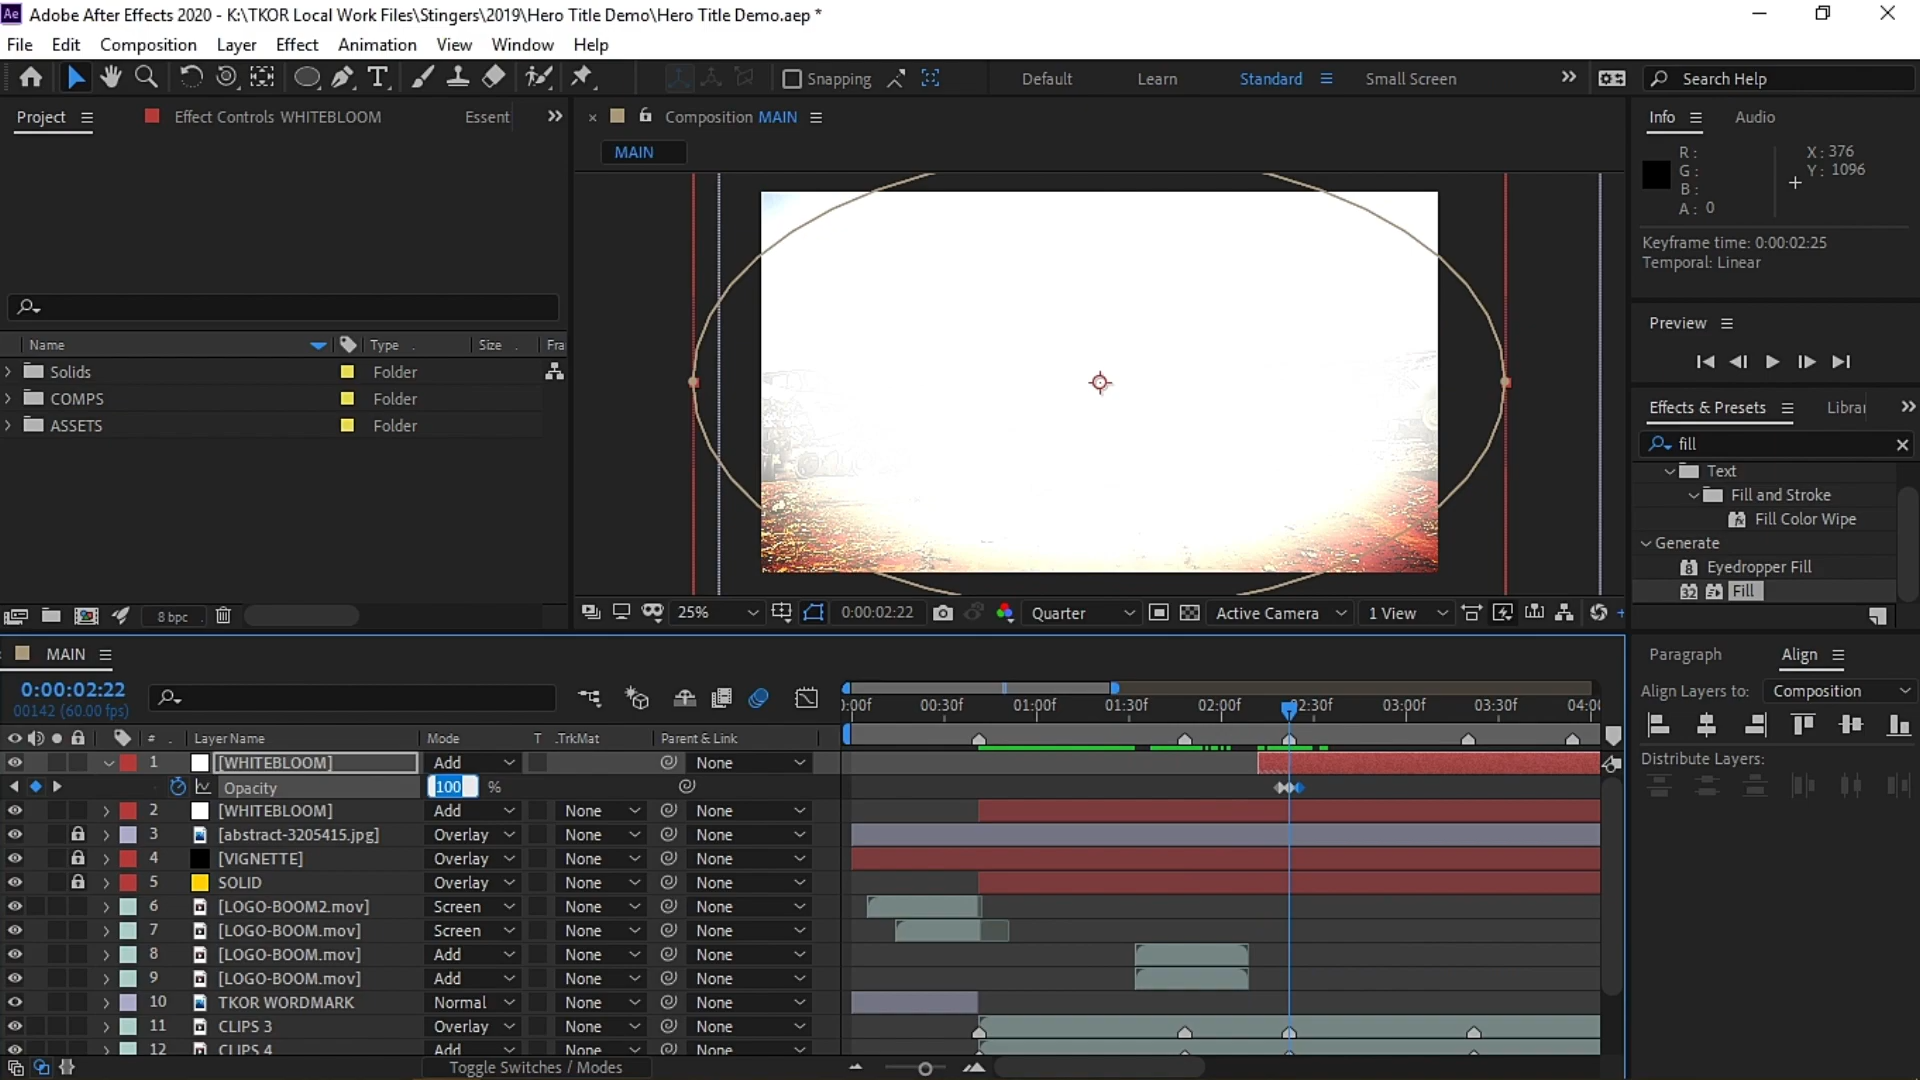 Adobe After Effects 2020 - K:\TKOR Local Work Files\Stingers\2019\Hero Title Demo\Hero Title Demo.aep *
File Edit Composition Layer Effect Animation View Window Help
Snapping Default Learn Standard Small Screen Search Help
Project Effect Controls WHITEBLOOM Essent
Composition MAIN
MAIN
Info Audio
R : X : 376
G : Y : 1096
B :
A : 0
Keyframe time: 0:00:02:25
Temporal: Linear
Preview
Effects & Presets Librar
fill
Text
Fill and Stroke
Fill Color Wipe
Generate
Eyedropper Fill
Fill
Name Type Size Fra
Solids Folder
COMPS Folder
ASSETS Folder
8 bpc
25% 0:00:02:22 Quarter Active Camera 1 View
MAIN
0:00:02:22
00142 (60.00 fps)
:00f 00:30f 01:00f 01:30f 02:00f 02:30f 03:00f 03:30f 04:00
# Layer Name Mode T .TrkMat Parent & Link
1 [WHITEBLOOM] Add None
Opacity 100 %
2 [WHITEBLOOM] Add None None
3 [abstract-3205415.jpg] Overlay None None
4 [VIGNETTE] Overlay None None
5 SOLID Overlay None None
6 [LOGO-BOOM2.mov] Screen None None
7 [LOGO-BOOM.mov] Screen None None
8 [LOGO-BOOM.mov] Add None None
9 [LOGO-BOOM.mov] Add None None
10 TKOR WORDMARK Normal None None
11 CLIPS 3 Overlay None None
12 CLIPS 4 Add None None
Toggle Switches / Modes
Paragraph Align
Align Layers to: Composition
Distribute Layers: